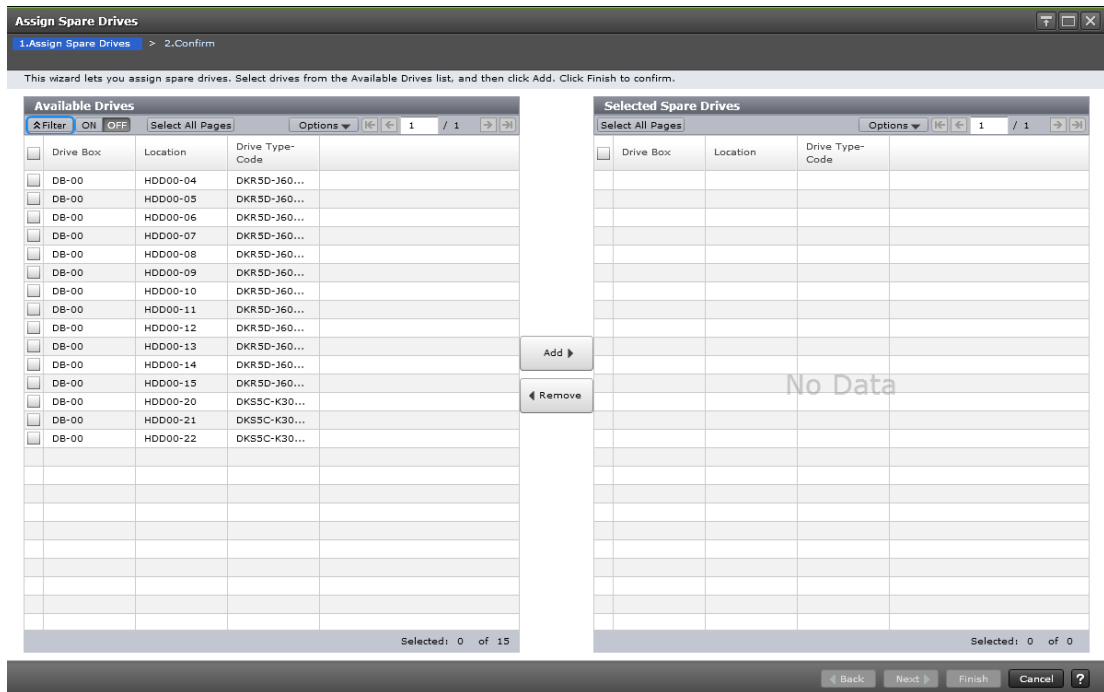 Assign Spare Drives
1.Assign Spare Drives > 2.Confirm
This wizard lets you assign spare drives. Select drives from the Available Drives list, and then click Add. Click Finish to confirm.
Available Drives
Filter ON OFF Select All Pages Options 1 / 1
Drive Box Location Drive Type-
Code
DB-00 HDD00-04 DKR5D-J60...
DB-00 HDD00-05 DKR5D-J60...
DB-00 HDD00-06 DKR5D-J60...
DB-00 HDD00-07 DKR5D-J60...
DB-00 HDD00-08 DKR5D-J60...
DB-00 HDD00-09 DKR5D-J60...
DB-00 HDD00-10 DKR5D-J60...
DB-00 HDD00-11 DKR5D-J60...
DB-00 HDD00-12 DKR5D-J60...
DB-00 HDD00-13 DKR5D-J60...
DB-00 HDD00-14 DKR5D-J60...
DB-00 HDD00-15 DKR5D-J60...
DB-00 HDD00-20 DKS5C-K30...
DB-00 HDD00-21 DKS5C-K30...
DB-00 HDD00-22 DKS5C-K30...
Selected: 0 of 15
Add
Remove
Selected Spare Drives
Select All Pages Options 1 / 1
Drive Box Location Drive Type-
Code
No Data
Selected: 0 of 0
Back Next Finish Cancel ?